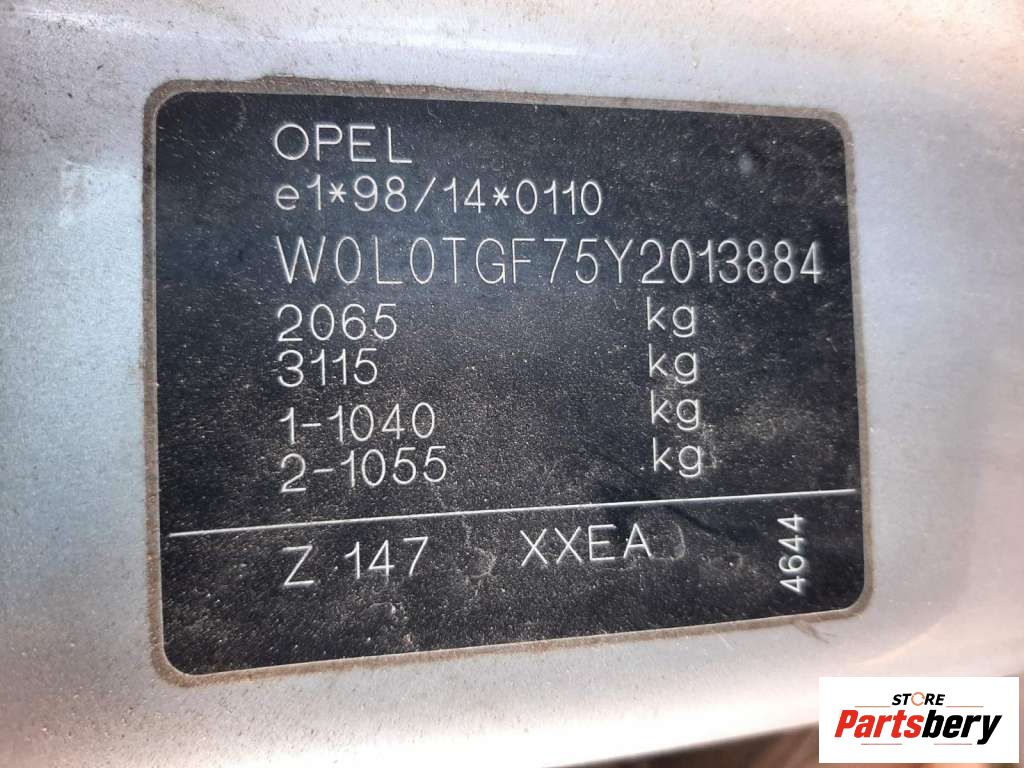 OPEL
e1*98/14*0110
W0L0TGF75Y2013884
2065 kg
3115 kg
1-1040 kg
2-1055 kg
Z 147 XXEA
4644
STORE
Partsbery